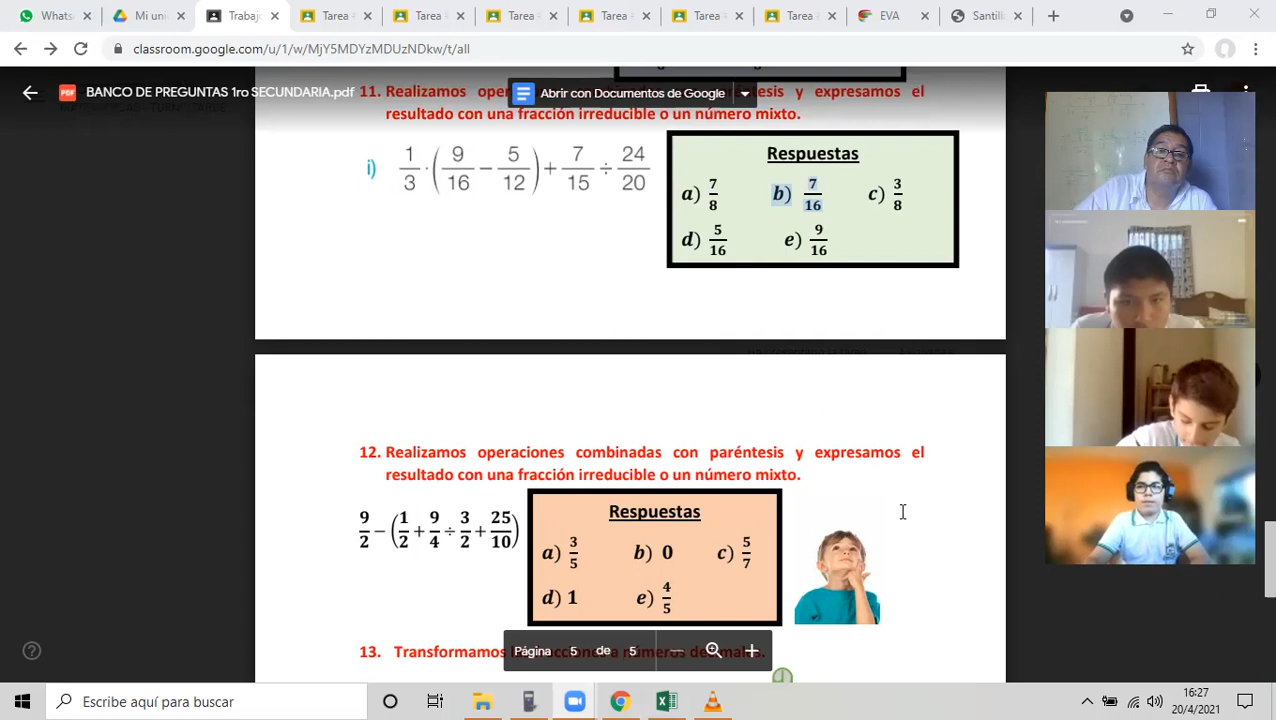 Whats
Mi uni
Trabajo
Tarea
Tarea
Tarea
Tarea
Tarea
Tarea
EVA
Santill
classroom.google.com/u/1/w/MjY5MDYzMDUzNDkw/t/all
PDF BANCO DE PREGUNTAS 1ro SECUNDARIA.pdf
Abrir con Documentos de Google
11. Realizamos el
resultado con una fracción irreducible o un número mixto.
i) 1/3 · (9/16 − 5/12) + 7/15 ÷ 24/20
Respuestas
a) 7/8 b) 7/16 c) 3/8
d) 5/16 e) 9/16
12. Realizamos operaciones combinadas con paréntesis y expresamos el
resultado con una fracción irreducible o un número mixto.
9/2 − (1/2 + 9/4 ÷ 3/2 + 25/10)
Respuestas
a) 3/5 b) 0 c) 5/7
d) 1 e) 4/5
13. Transformamos
Página 5 de 5
Escribe aquí para buscar
16:27
20/4/2021